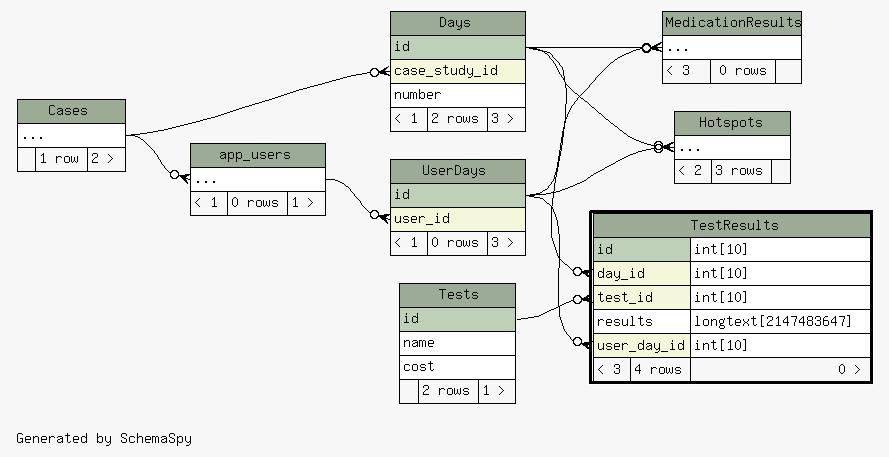 Cases
...
1 row 2 >
app_users
...
< 1 0 rows 1 >
Days
id
case_study_id
number
< 1 2 rows 3 >
UserDays
id
user_id
< 1 0 rows 3 >
Tests
id
name
cost
2 rows 1 >
MedicationResults
...
< 3 0 rows
Hotspots
...
< 2 3 rows
TestResults
id int[10]
day_id int[10]
test_id int[10]
results longtext[2147483647]
user_day_id int[10]
< 3 4 rows 0 >
Generated by SchemaSpy